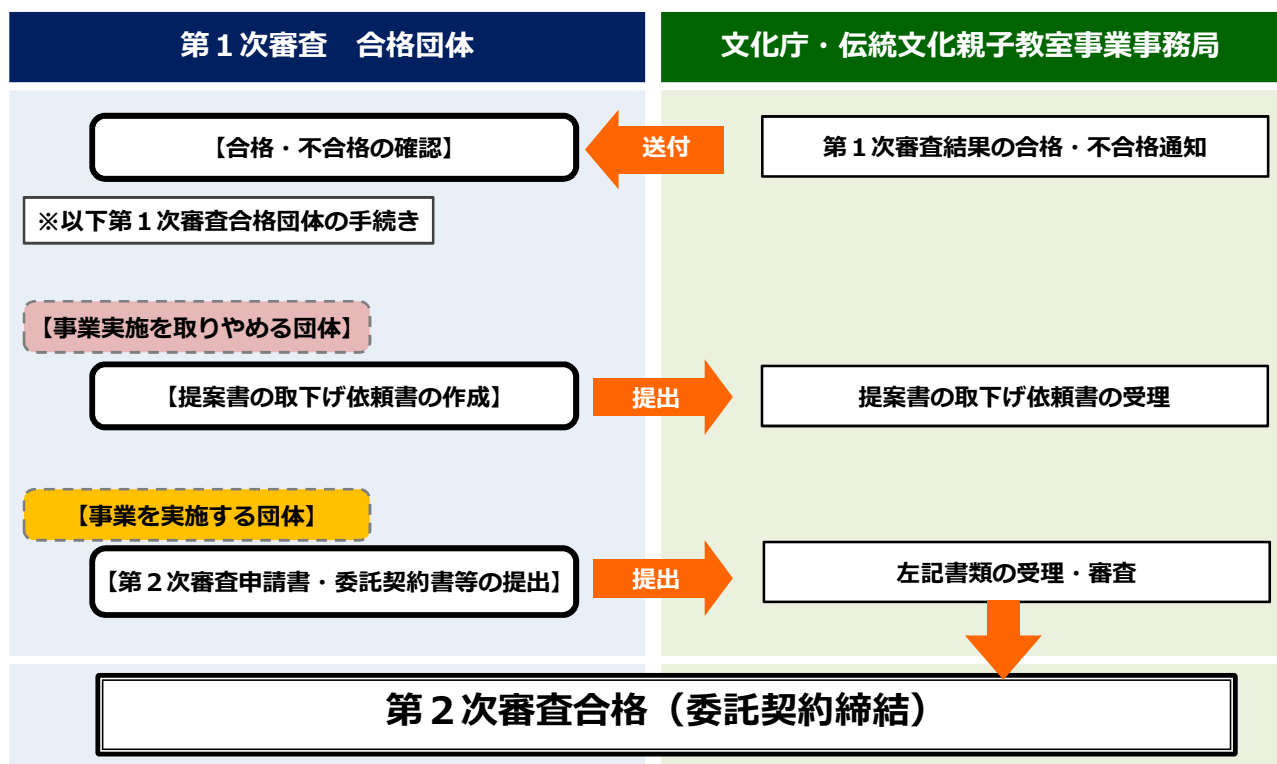 第１次審査　合格団体
文化庁・伝統文化親子教室事業事務局
【合格・不合格の確認】
送付
第１次審査結果の合格・不合格通知
※以下第１次審査合格団体の手続き
【事業実施を取りやめる団体】
【提案書の取下げ依頼書の作成】
提出
提案書の取下げ依頼書の受理
【事業を実施する団体】
【第２次審査申請書・委託契約書等の提出】
提出
左記書類の受理・審査
第２次審査合格（委託契約締結）